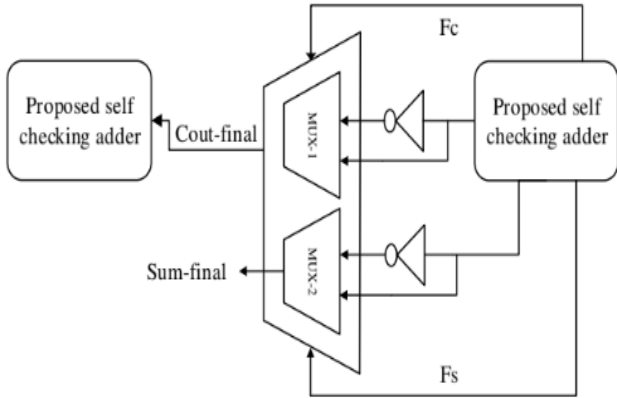 Fc
Proposed self
checking adder
Cout-final
MUX-1
Proposed self
checking adder
Sum-final
MUX-2
Fs